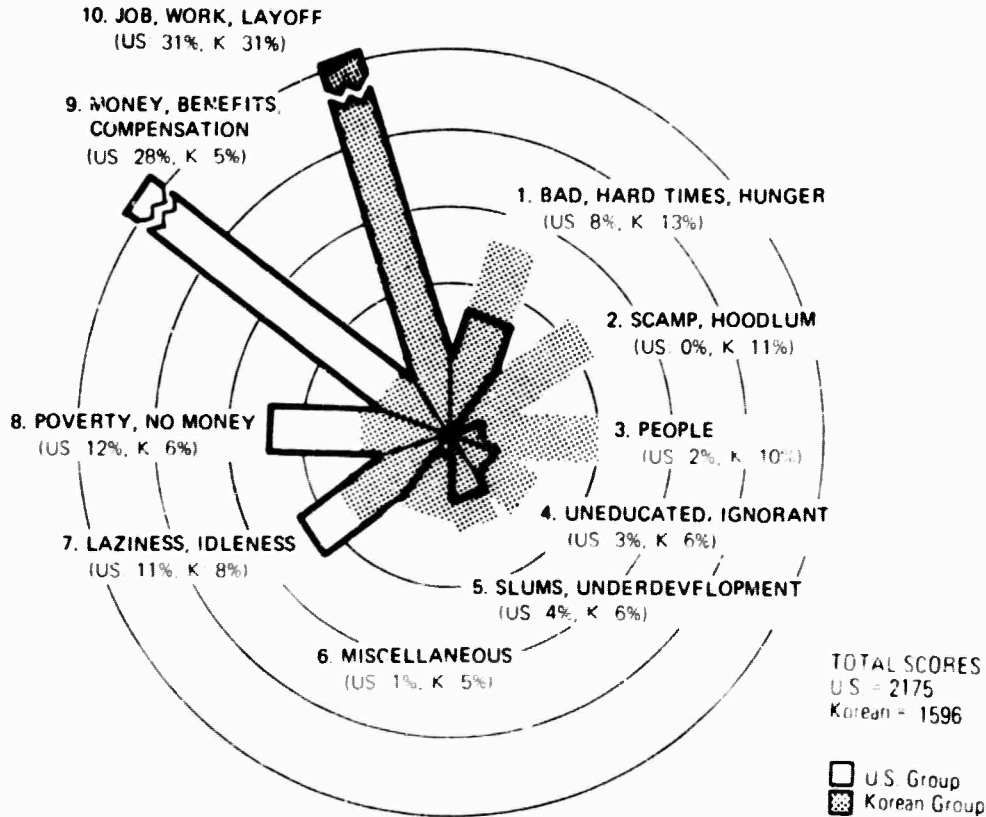 10. JOB, WORK, LAYOFF
(US 31%, K 31%)
9. MONEY, BENEFITS,
COMPENSATION
(US 28%, K 5%)
1. BAD, HARD TIMES, HUNGER
(US 8%, K 13%)
2. SCAMP, HOODLUM
(US 0%, K 11%)
8. POVERTY, NO MONEY
(US 12%, K 6%)
3. PEOPLE
(US 2%, K 10%)
4. UNEDUCATED, IGNORANT
(US 3%, K 6%)
7. LAZINESS, IDLENESS
(US 11%, K 8%)
5. SLUMS, UNDERDEVELOPMENT
(US 4%, K 6%)
6. MISCELLANEOUS
(US 1%, K 5%)
TOTAL SCORES
U S = 2175
Korean = 1596
U.S. Group
Korean Group